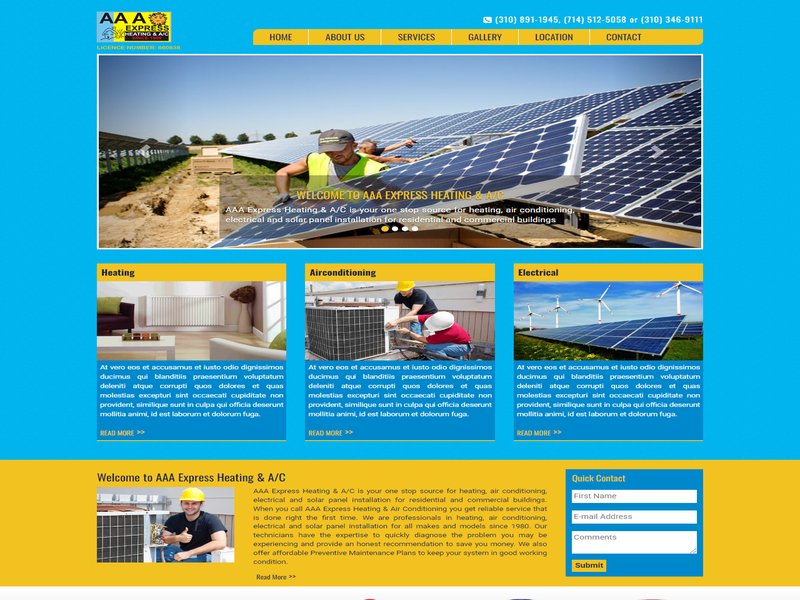 AAA
EXPRESS
HEATING & A/C
SINCE 1980
LICENCE NUMBER: 660838
(310) 891-1945, (714) 512-5058 or (310) 346-9111
HOME ABOUT US SERVICES GALLERY LOCATION CONTACT
WELCOME TO AAA EXPRESS HEATING & A/C
AAA Express Heating & A/C is your one stop source for heating, air conditioning,
electrical and solar panel installation for residential and commercial buildings
Heating
At vero eos et accusamus et iusto odio dignissimos
ducimus qui blanditiis praesentium voluptatum
deleniti atque corrupti quos dolores et quas
molestias excepturi sint occaecati cupiditate non
provident, similique sunt in culpa qui officia deserunt
mollitia animi, id est laborum et dolorum fuga.
READ MORE >>
Airconditioning
At vero eos et accusamus et iusto odio dignissimos
ducimus qui blanditiis praesentium voluptatum
deleniti atque corrupti quos dolores et quas
molestias excepturi sint occaecati cupiditate non
provident, similique sunt in culpa qui officia deserunt
mollitia animi, id est laborum et dolorum fuga.
READ MORE >>
Electrical
At vero eos et accusamus et iusto odio dignissimos
ducimus qui blanditiis praesentium voluptatum
deleniti atque corrupti quos dolores et quas
molestias excepturi sint occaecati cupiditate non
provident, similique sunt in culpa qui officia deserunt
mollitia animi, id est laborum et dolorum fuga.
READ MORE >>
Welcome to AAA Express Heating & A/C
AAA Express Heating & A/C is your one stop source for heating, air conditioning,
electrical and solar panel installation for residential and commercial buildings.
When you call AAA Express Heating & Air Conditioning you get reliable service that
is done right the first time. We are professionals in heating, air conditioning,
electrical and solar panel installation for all makes and models since 1980. Our
technicians have the expertise to quickly diagnose the problem you may be
experiencing and provide an honest recommendation to save you money. We also
offer affordable Preventive Maintenance Plans to keep your system in good working
condition.
Read More >>
Quick Contact
First Name
E-mail Address
Comments
Submit